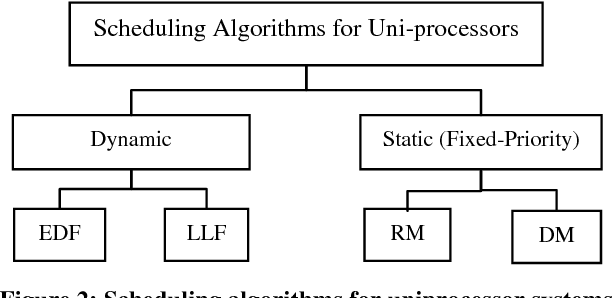 Scheduling Algorithms for Uni-processors
Dynamic
Static (Fixed-Priority)
EDF
LLF
RM
DM
Figure 2: Scheduling algorithms for uniprocessor systems